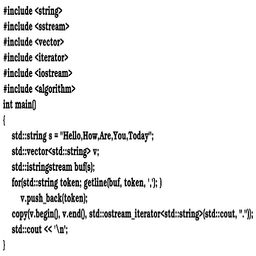 #include <string>
#include <sstream>
#include <vector>
#include <iterator>
#include <iostream>
#include <algorithm>
int main()
{
std::string s = "Hello,How,Are,You,Today";
std::vector<std::string> v;
std::istringstream buf(s);
for(std::string token; getline(buf, token, ','); )
v.push_back(token);
copy(v.begin(), v.end(), std::ostream_iterator<std::string>(std::cout, "."));
std::cout << '\n';
}